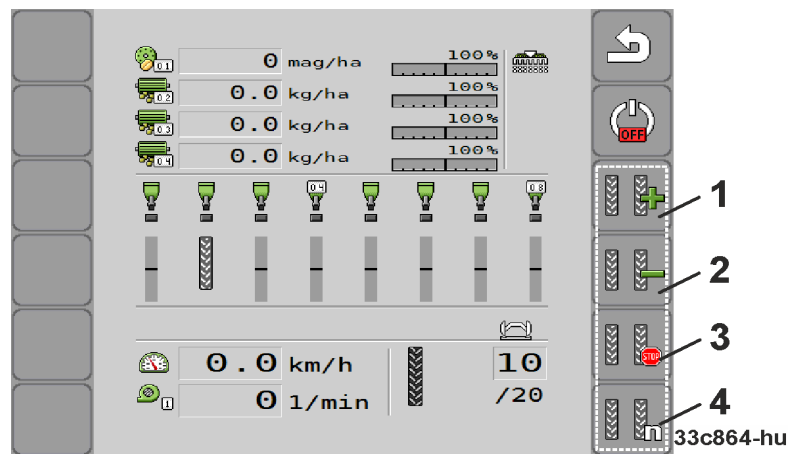 01 0 mag/ha 100%
02 0.0 kg/ha 100%
03 0.0 kg/ha 100%
04 0.0 kg/ha 100%
OFF
04 08
1
2
STOP 3
0.0 km/h 10
1 0 1/min /20
n 4
33c864-hu